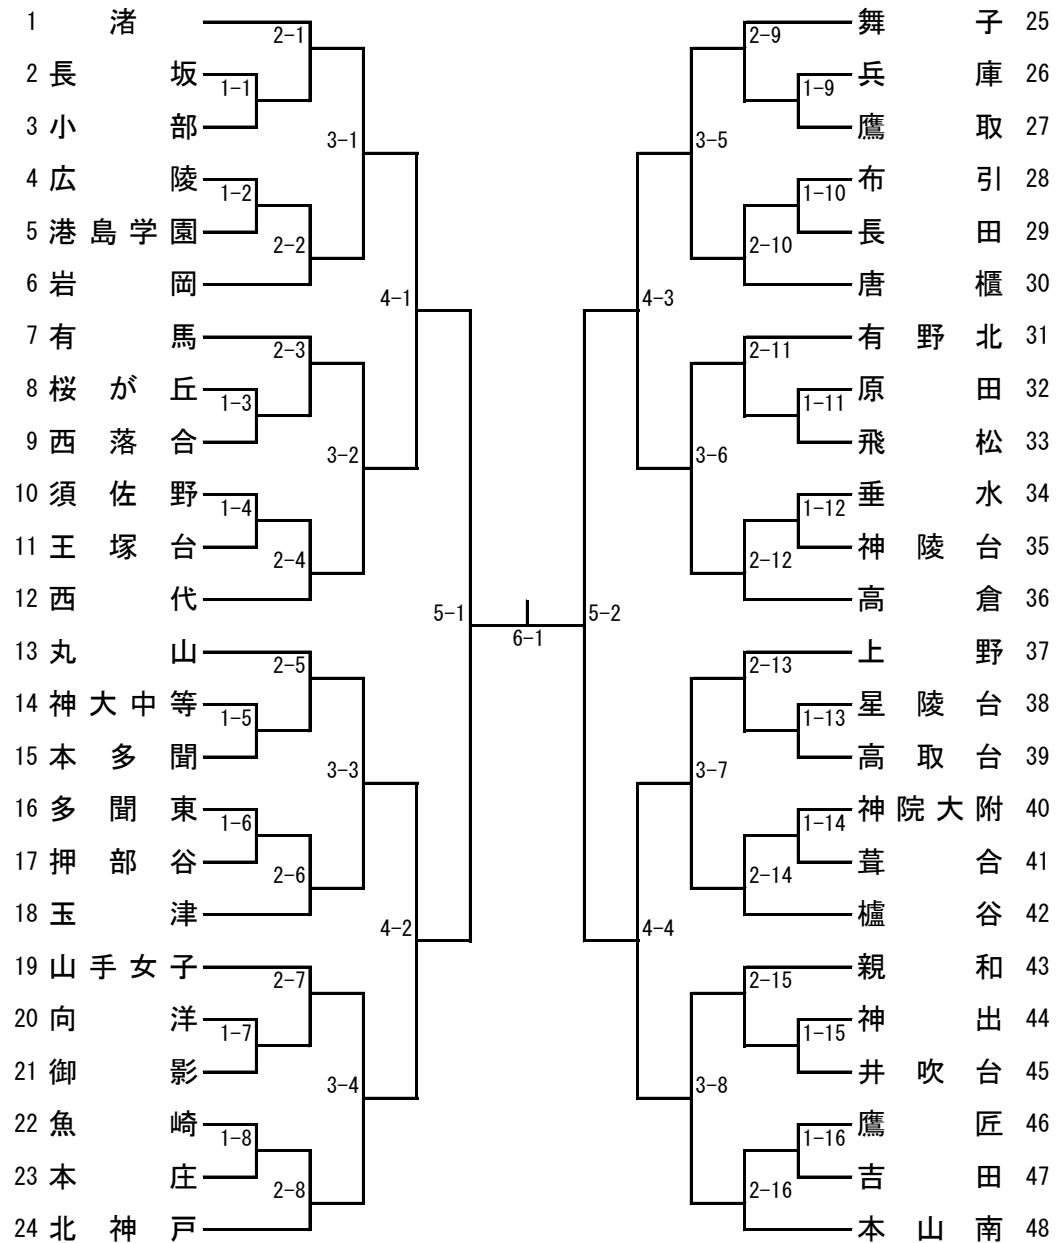 1 渚
2-1
2 長坂
1-1
3 小部
3-1
4 広陵
1-2
5 港島学園
2-2
6 岩岡
4-1
7 有馬
2-3
8 桜が丘
1-3
9 西落合
3-2
10 須佐野
1-4
11 王塚台
2-4
12 西代
5-1
13 丸山
2-5
14 神大中等
1-5
15 本多聞
3-3
16 多聞東
1-6
17 押部谷
2-6
18 玉津
4-2
19 山手女子
2-7
20 向洋
1-7
21 御影
3-4
22 魚崎
1-8
23 本庄
2-8
24 北神戸
6-1
舞子 25
2-9
兵庫 26
1-9
鷹取 27
3-5
布引 28
1-10
長田 29
2-10
唐櫃 30
4-3
有野北 31
2-11
原田 32
1-11
飛松 33
3-6
垂水 34
1-12
神陵台 35
2-12
高倉 36
5-2
上野 37
2-13
星陵台 38
1-13
高取台 39
3-7
神院大附 40
1-14
葺合 41
2-14
櫨谷 42
4-4
親和 43
2-15
神出 44
1-15
井吹台 45
3-8
鷹匠 46
1-16
吉田 47
2-16
本山南 48